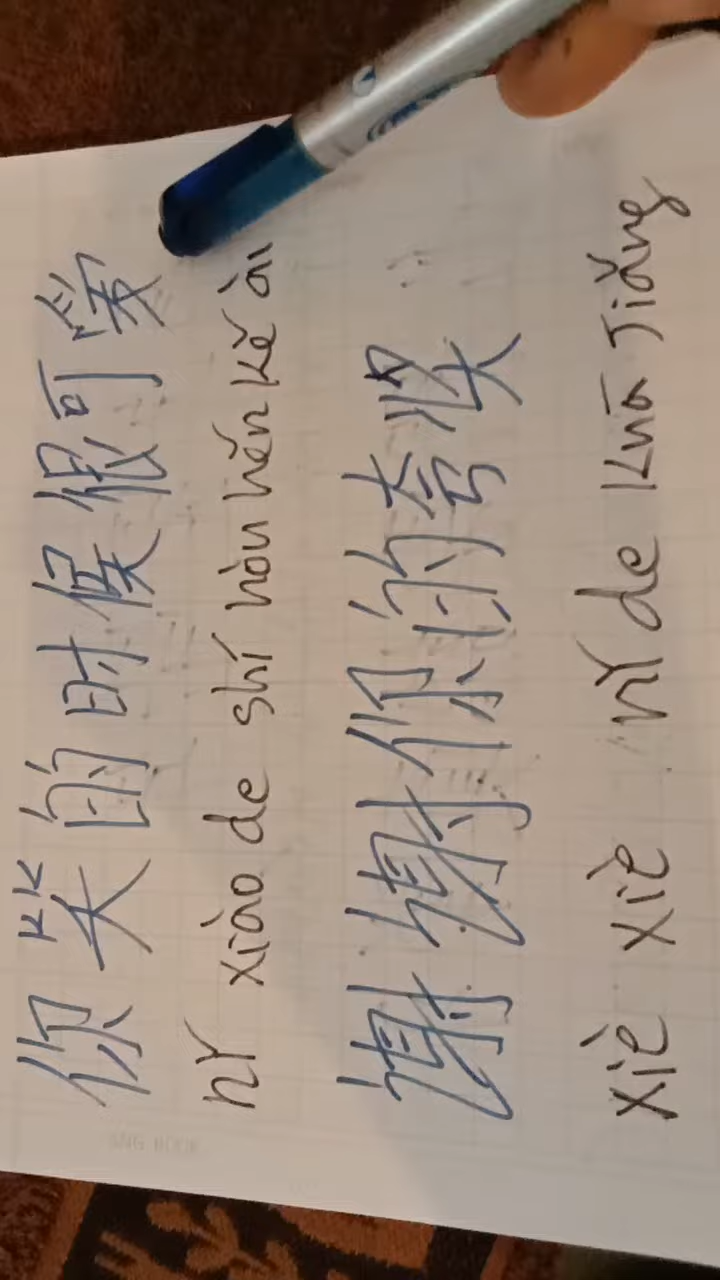 你笑的时候很可爱
nǐ xiào de shí hòu hěn kě ài
谢谢你的夸奖
xiè xiè nǐ de kuā Jiǎng